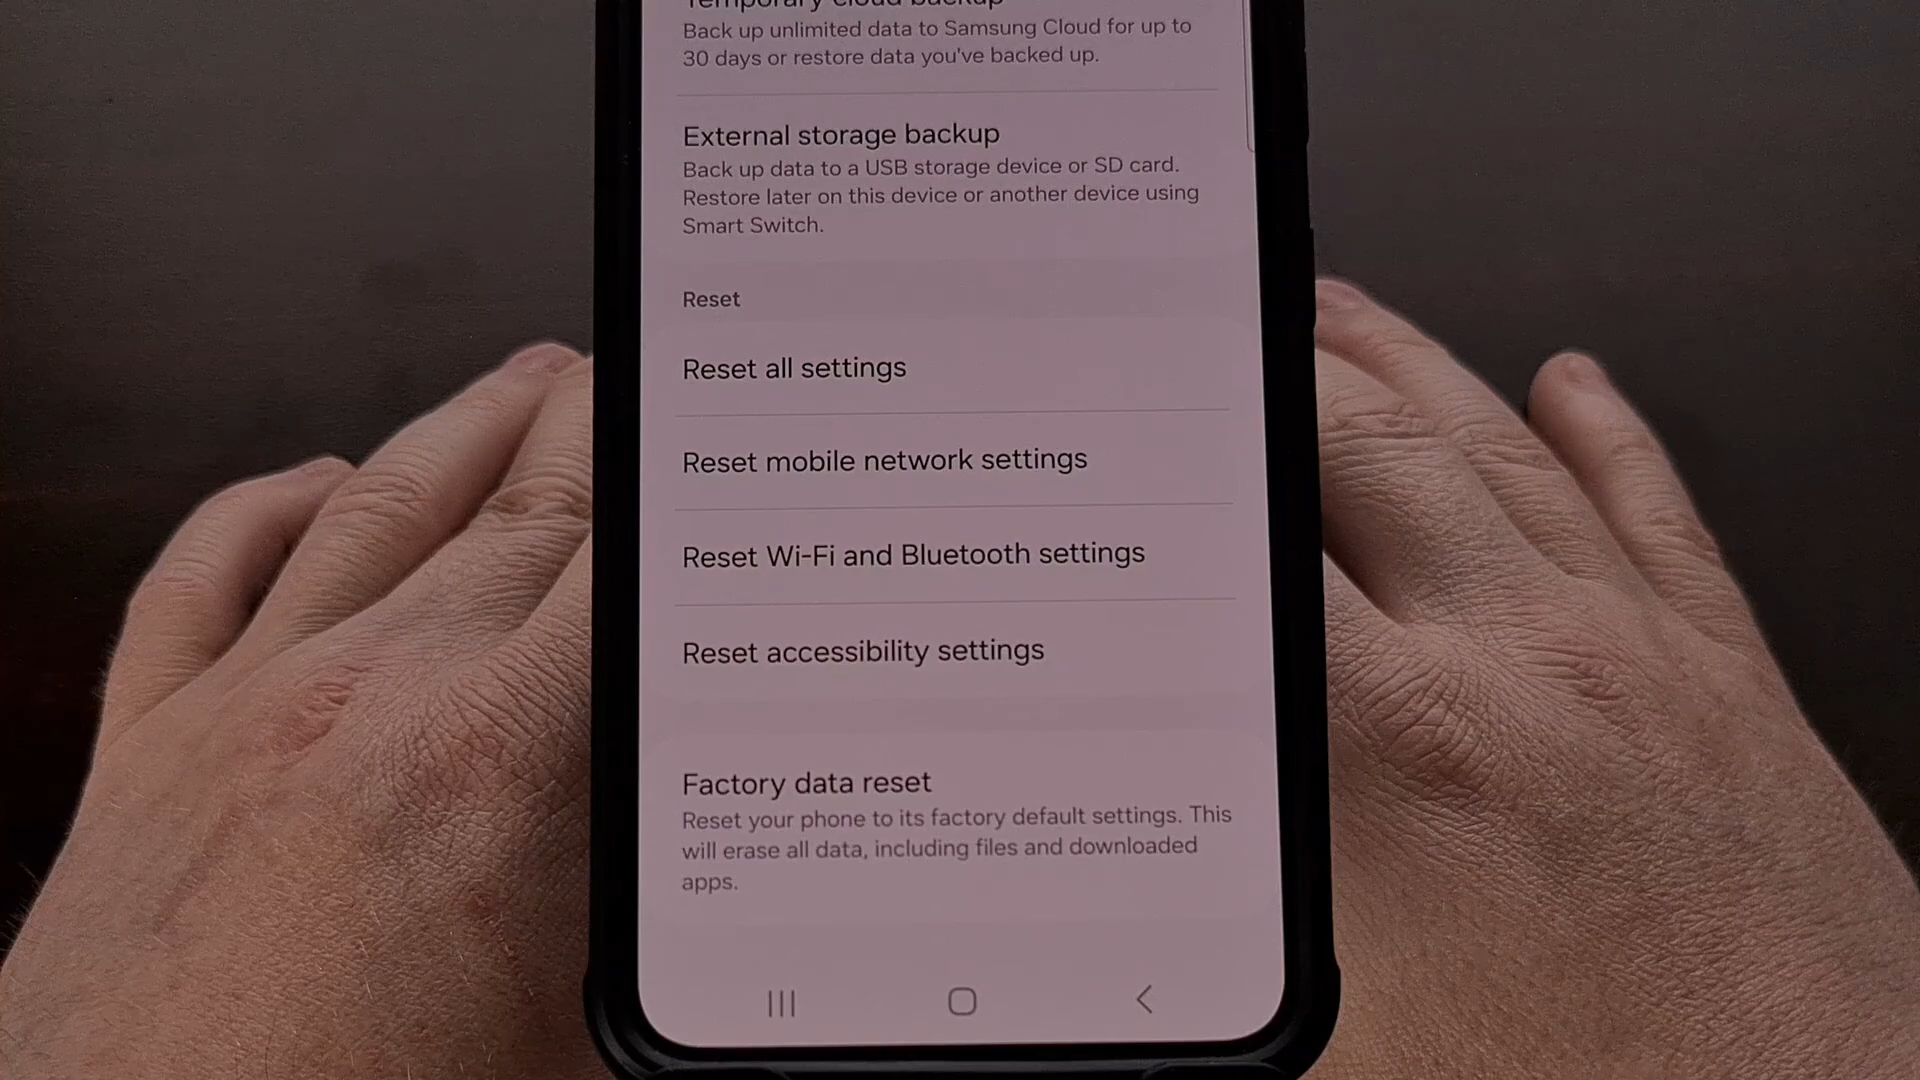 Temporary cloud backup
Back up unlimited data to Samsung Cloud for up to
30 days or restore data you've backed up.
External storage backup
Back up data to a USB storage device or SD card.
Restore later on this device or another device using
Smart Switch.
Reset
Reset all settings
Reset mobile network settings
Reset Wi-Fi and Bluetooth settings
Reset accessibility settings
Factory data reset
Reset your phone to its factory default settings. This
will erase all data, including files and downloaded
apps.